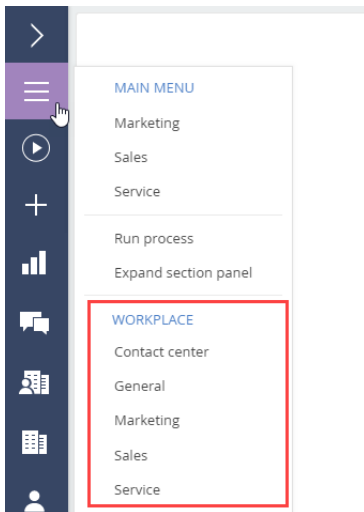 MAIN MENU
Marketing
Sales
Service
Run process
Expand section panel
WORKPLACE
Contact center
General
Marketing
Sales
Service